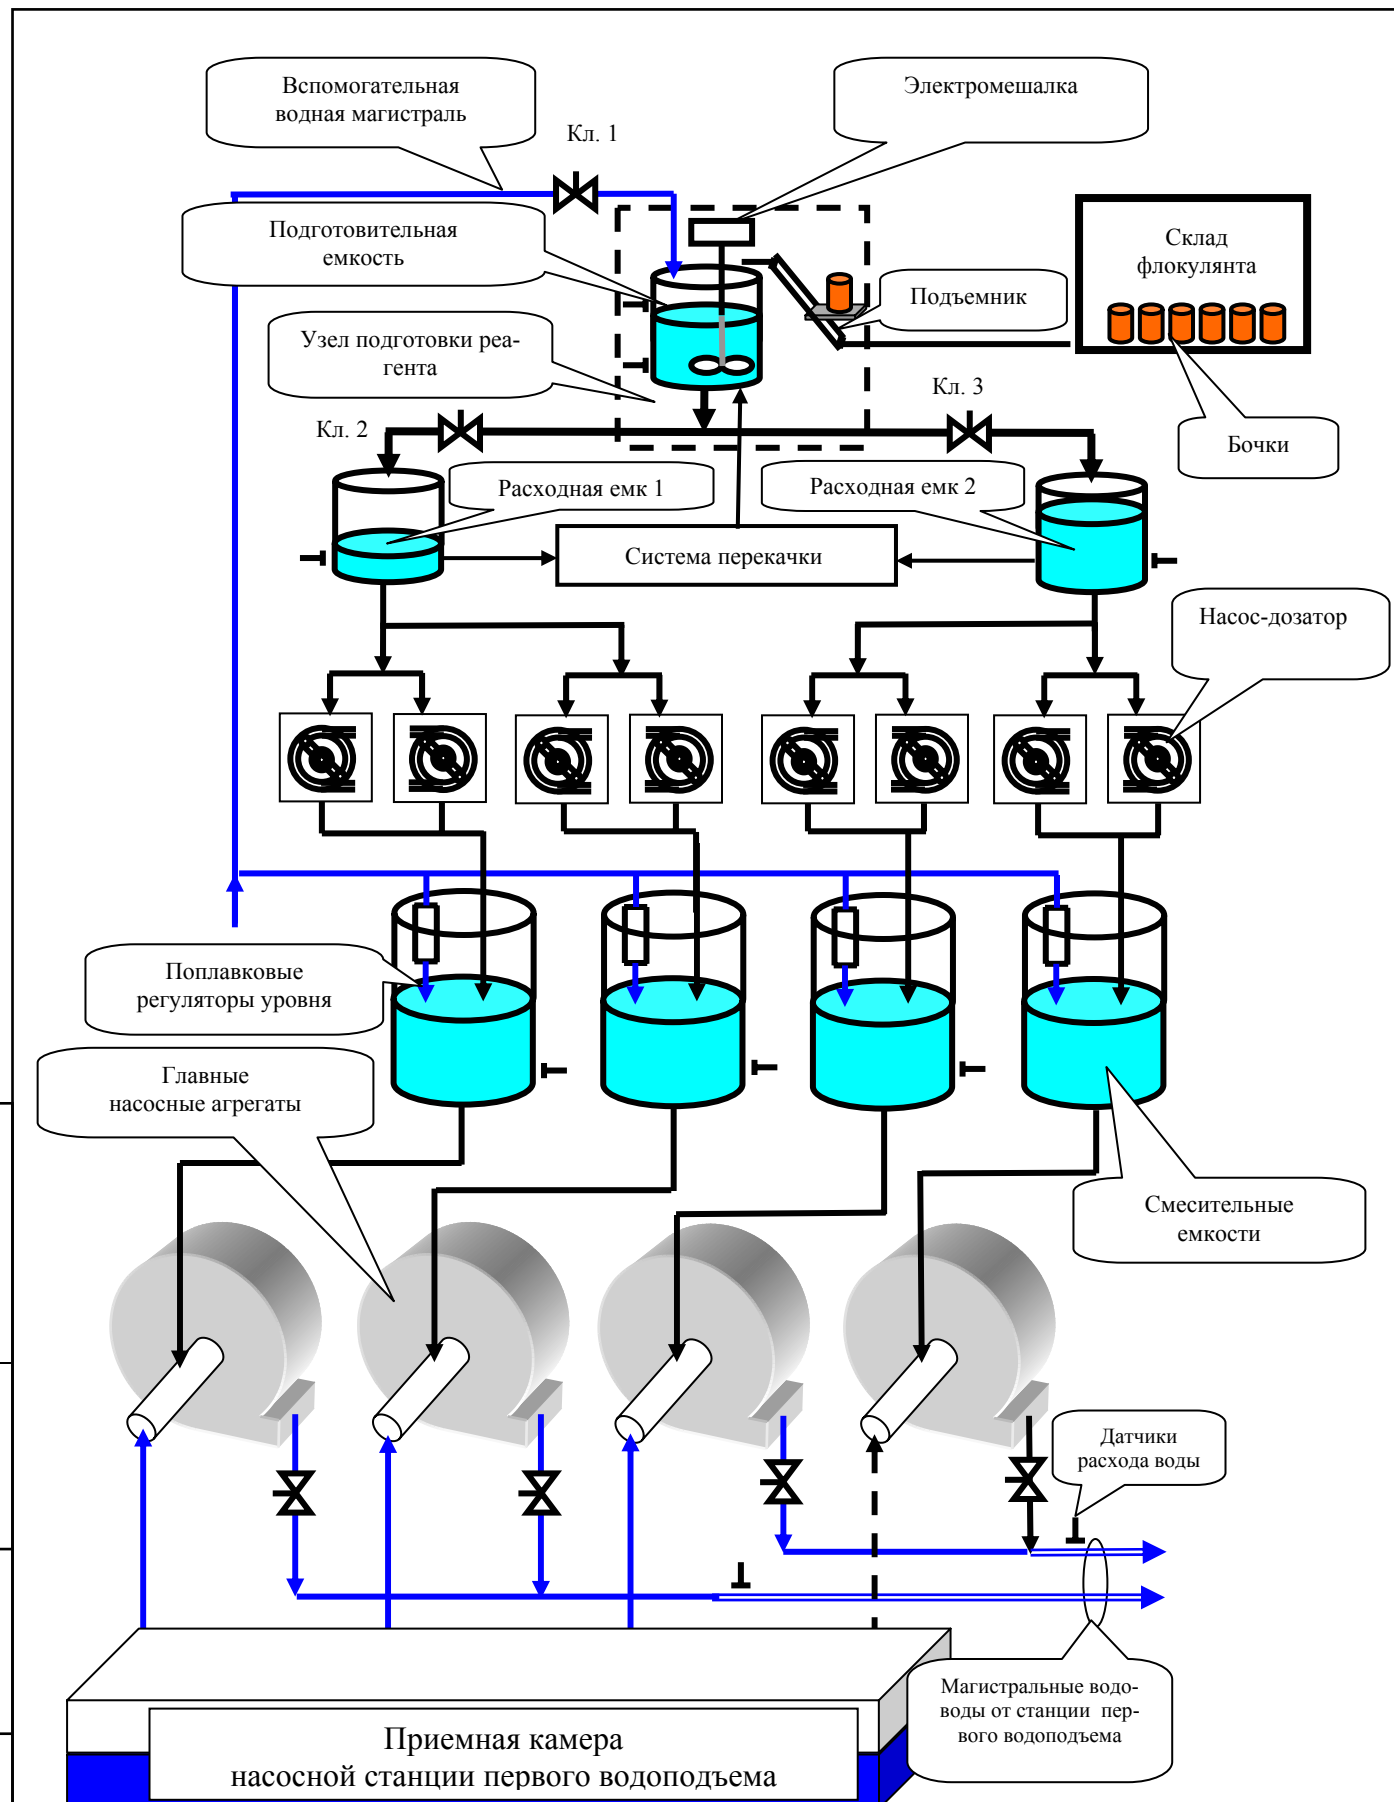 Вспомогательная
водная магистраль
Электромешалка
Кл. 1
Подготовительная
емкость
Склад
флокулянта
Подъемник
Узел подготовки реа-
гента
Кл. 3
Кл. 2
Бочки
Расходная емк 1
Расходная емк 2
Система перекачки
Насос-дозатор
Поплавковые
регуляторы уровня
Главные
насосные агрегаты
Смесительные
емкости
Датчики
расхода воды
Магистральные водо-
воды от станции пер-
вого водоподъема
Приемная камера
насосной станции первого водоподъема